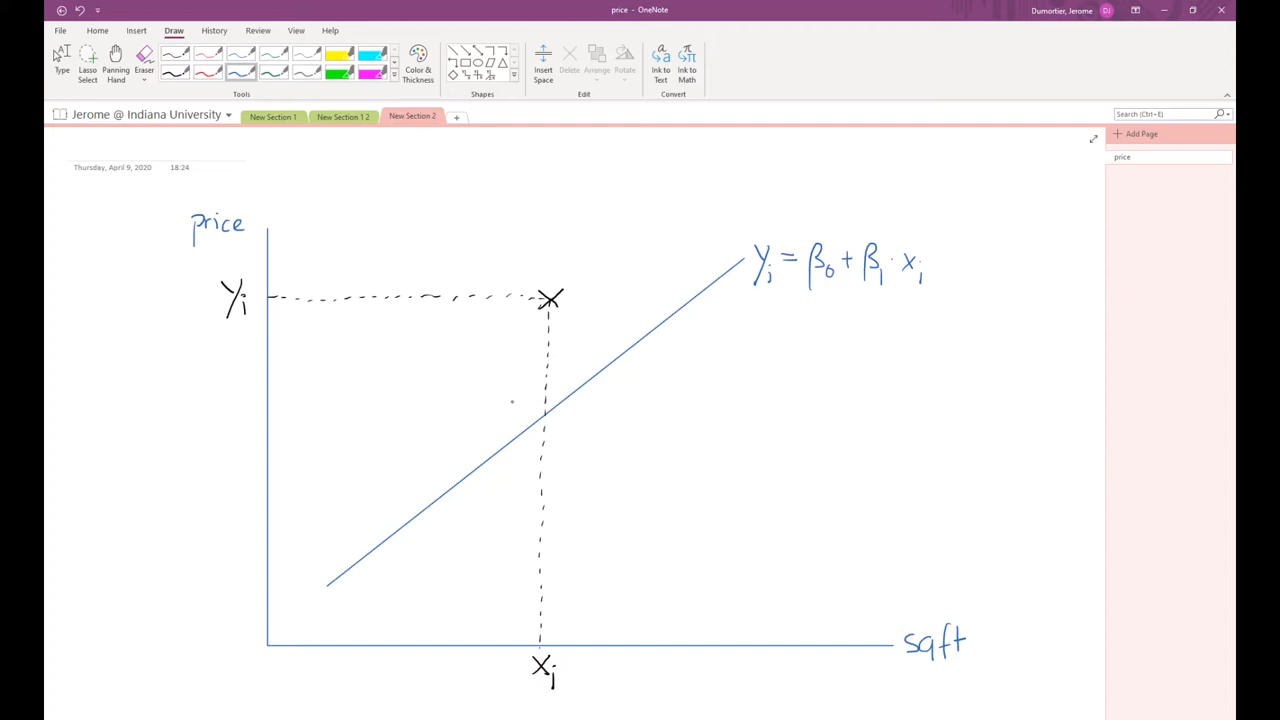 price - OneNote
Dumortier, Jerome DJ
File Home Insert Draw History Review View Help
Type
Lasso Select
Panning Hand
Eraser
Color & Thickness
Insert Space
Delete
Arrange
Rotate
Ink to Text
Ink to Math
Tools Shapes Edit Convert
Jerome @ Indiana University New Section 1 New Section 1 2 New Section 2
Search (Ctrl+E)
Add Page
price
Thursday, April 9, 2020 18:24
price
yᵢ = β₀ + β₁ · xᵢ
yᵢ
sqft
xᵢ